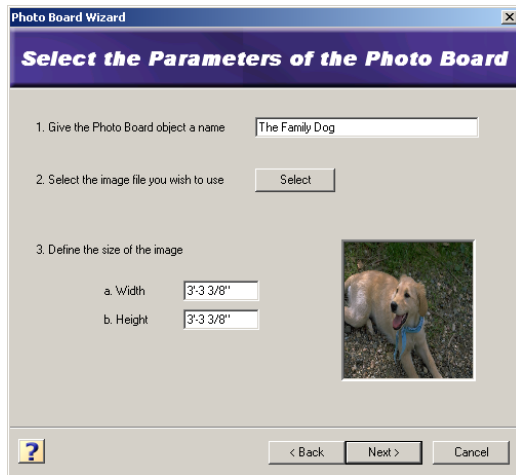 Photo Board Wizard
Select the Parameters of the Photo Board
1. Give the Photo Board object a name
The Family Dog
2. Select the image file you wish to use
Select
3. Define the size of the image
a. Width
3'-3 3/8"
b. Height
3'-3 3/8"
?
< Back
Next >
Cancel